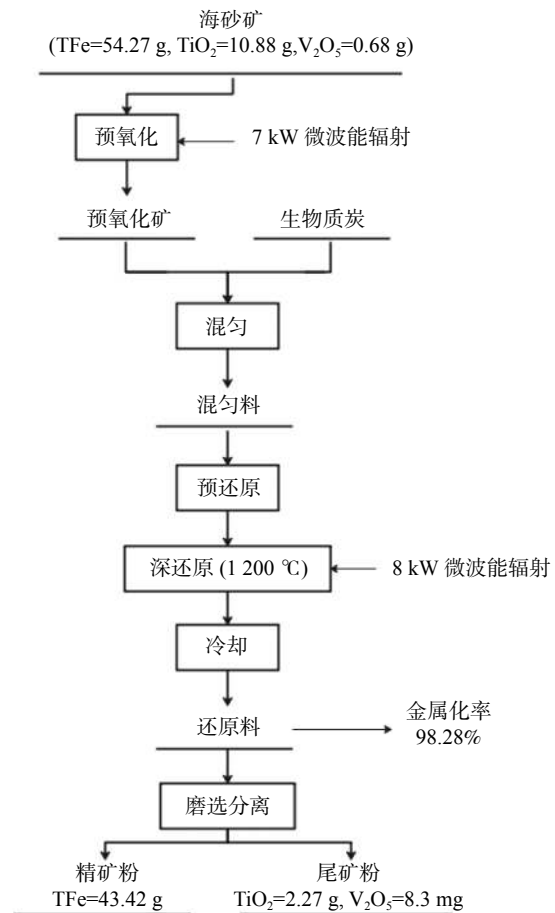 海砂矿
(TFe=54.27 g, TiO₂=10.88 g,V₂O₅=0.68 g)
预氧化
7 kW 微波能辐射
预氧化矿
生物质炭
混匀
混匀料
预还原
深还原 (1 200 ℃)
8 kW 微波能辐射
冷却
还原料
金属化率
98.28%
磨选分离
精矿粉
TFe=43.42 g
尾矿粉
TiO₂=2.27 g, V₂O₅=8.3 mg